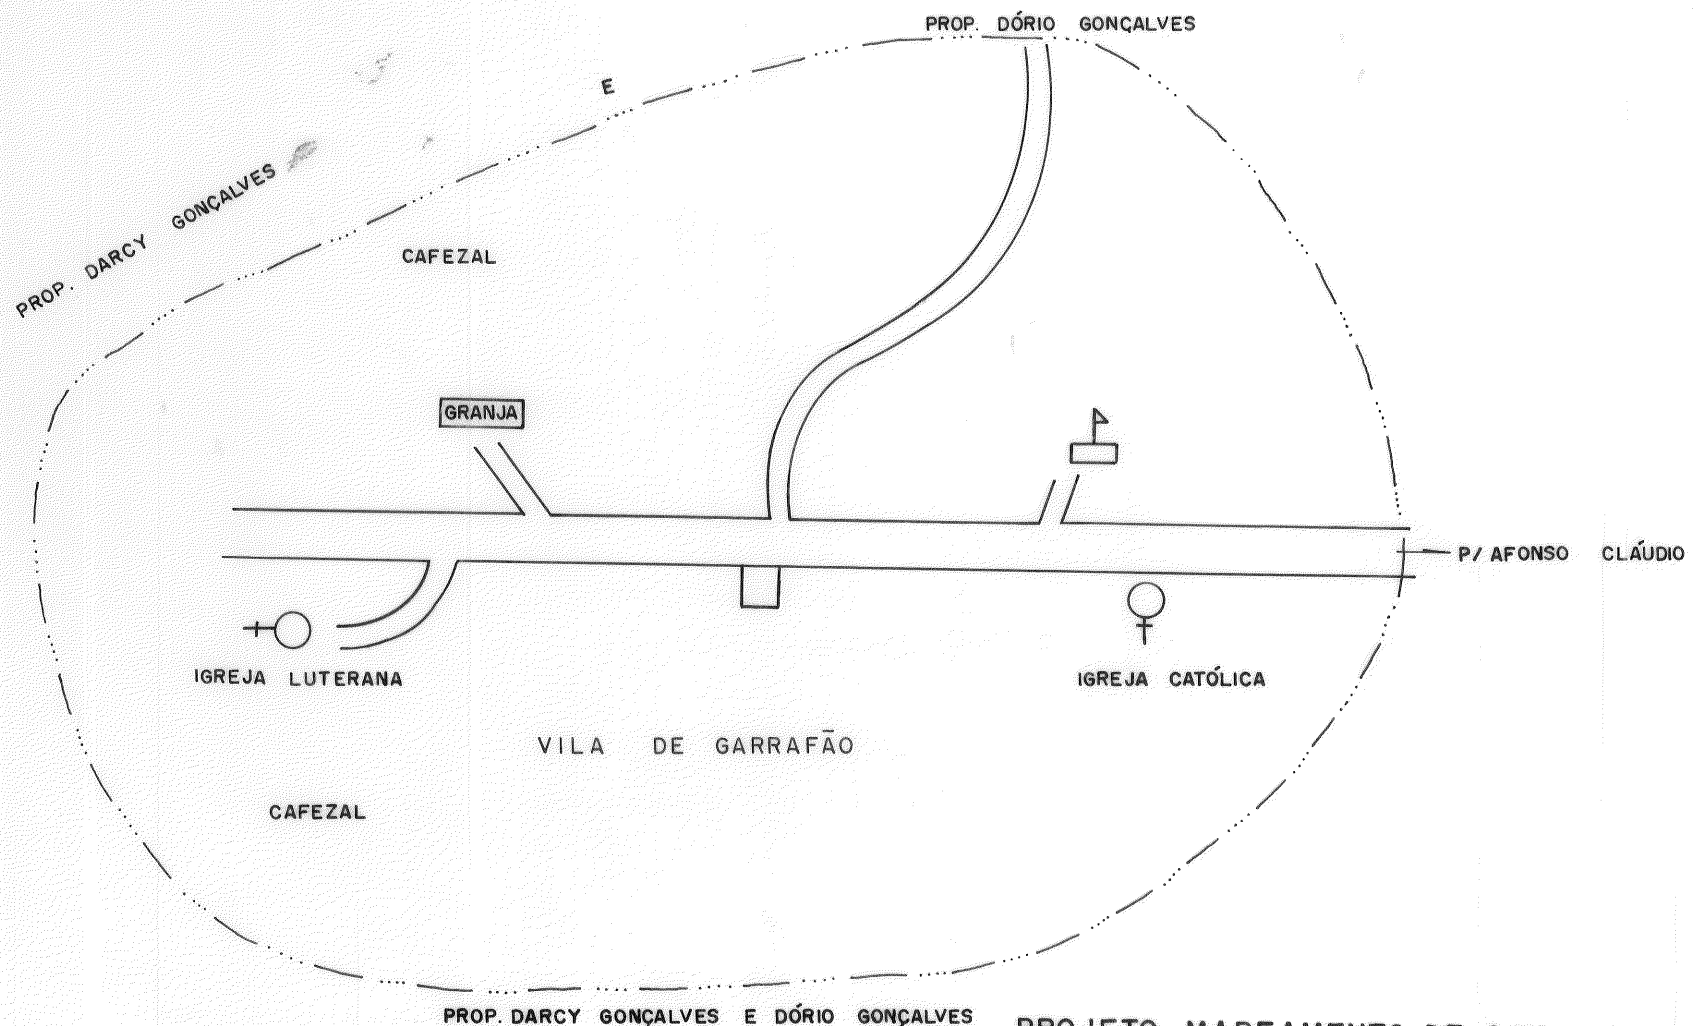 PROP. DÓRIO GONÇALVES
E
PROP. DARCY GONÇALVES
CAFEZAL
GRANJA
P/ AFONSO CLÁUDIO
IGREJA LUTERANA
IGREJA CATÓLICA
VILA DE GARRAFÃO
CAFEZAL
PROP. DARCY GONÇALVES E DÓRIO GONÇALVES
PROJETO MAPEAMENTO DE